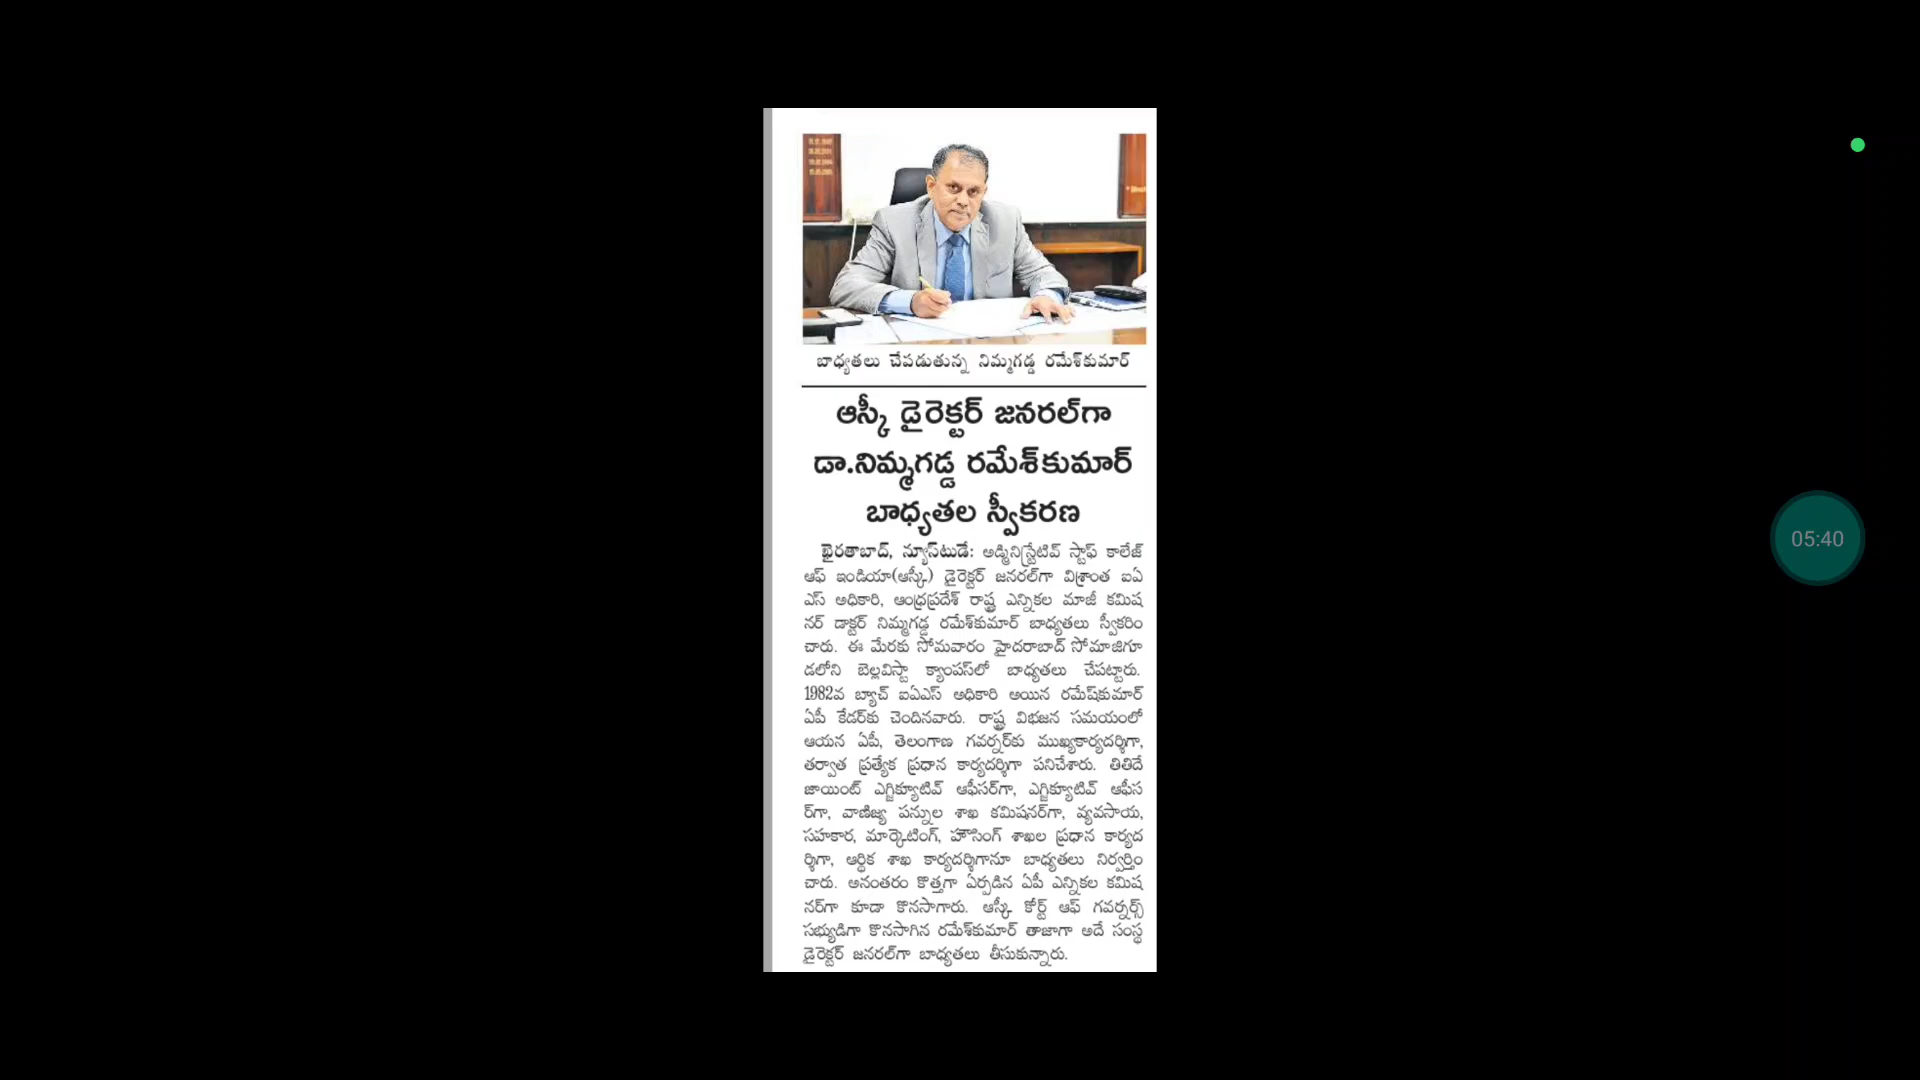 బాధ్యతలు చేపడుతున్న నిమ్మగడ్డ రమేశ్‌కుమార్
ఆస్కీ డైరెక్టర్ జనరల్‌గా
డా.నిమ్మగడ్డ రమేశ్‌కుమార్
బాధ్యతల స్వీకరణ
ఖైరతాబాద్, న్యూస్‌టుడే: అడ్మినిస్ట్రేటివ్ స్టాఫ్ కాలేజ్
ఆఫ్ ఇండియా(ఆస్కీ) డైరెక్టర్ జనరల్‌గా విశ్రాంత ఐఏ
ఎస్ అధికారి, ఆంధ్రప్రదేశ్ రాష్ట్ర ఎన్నికల మాజీ కమిష
నర్ డాక్టర్ నిమ్మగడ్డ రమేశ్‌కుమార్ బాధ్యతలు స్వీకరిం
చారు. ఈ మేరకు సోమవారం హైదరాబాద్ సోమాజిగూ
డలోని బెల్లవిస్టా క్యాంపస్‌లో బాధ్యతలు చేపట్టారు.
1982వ బ్యాచ్ ఐఏఎస్ అధికారి అయిన రమేష్‌కుమార్
ఏపీ కేడర్‌కు చెందినవారు. రాష్ట్ర విభజన సమయంలో
ఆయన ఏపీ, తెలంగాణ గవర్నర్‌కు ముఖ్యకార్యదర్శిగా,
తర్వాత ప్రత్యేక ప్రధాన కార్యదర్శిగా పనిచేశారు. తితిదే
జాయింట్ ఎగ్జిక్యూటివ్ ఆఫీసర్‌గా, ఎగ్జిక్యూటివ్ ఆఫీస
ర్‌గా, వాణిజ్య పన్నుల శాఖ కమిషనర్‌గా, వ్యవసాయ,
సహకార, మార్కెటింగ్, హౌసింగ్ శాఖల ప్రధాన కార్యద
ర్శిగా, ఆర్థిక శాఖ కార్యదర్శిగానూ బాధ్యతలు నిర్వర్తిం
చారు. అనంతరం కొత్తగా ఏర్పడిన ఏపీ ఎన్నికల కమిష
నర్‌గా కూడా కొనసాగారు. ఆస్కీ కోర్ట్ ఆఫ్ గవర్నర్స్
సభ్యుడిగా కొనసాగిన రమేశ్‌కుమార్ తాజాగా అదే సంస్థ
డైరెక్టర్ జనరల్‌గా బాధ్యతలు తీసుకున్నారు.
05:40